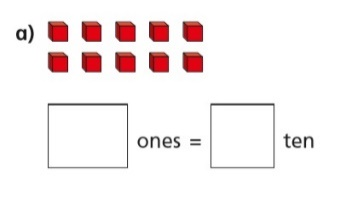 a)
ones = ten